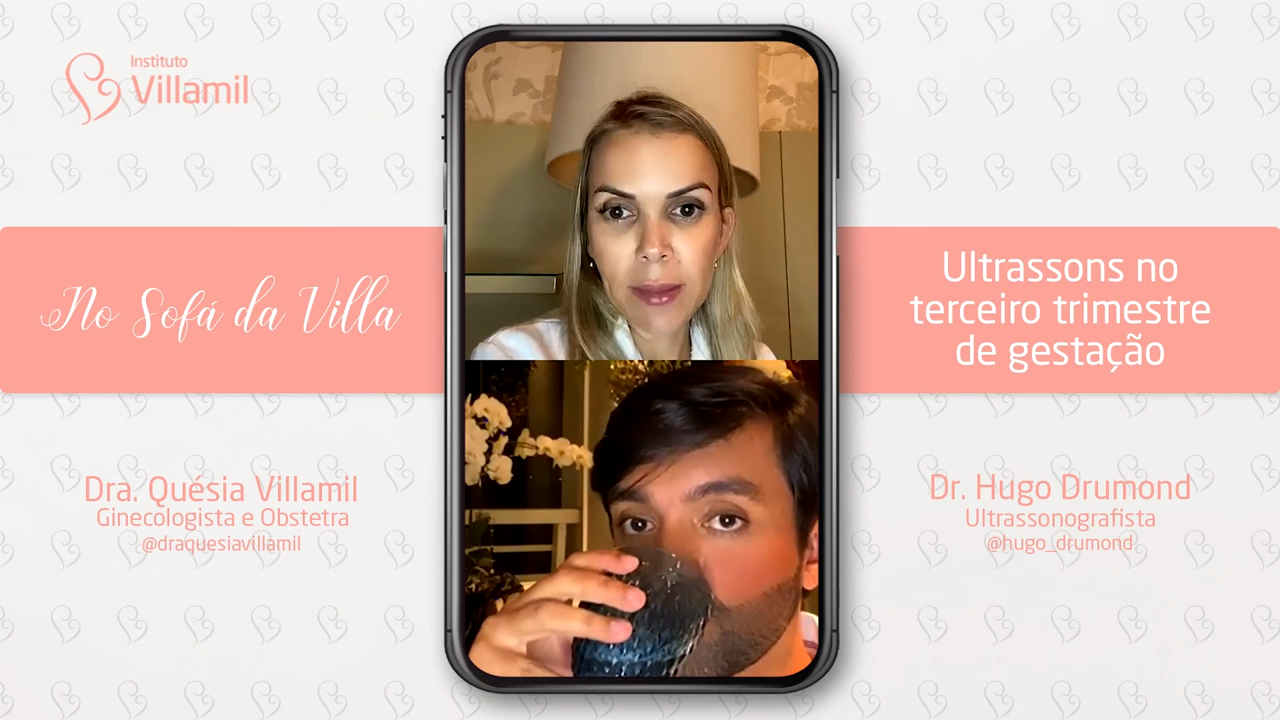 Instituto
Villamil
No Sofá da Villa
Ultrassons no
terceiro trimestre
de gestação
Dra. Quésia Villamil
Ginecologista e Obstetra
@draquesiavillamil
Dr. Hugo Drumond
Ultrassonografista
@hugo_drumond